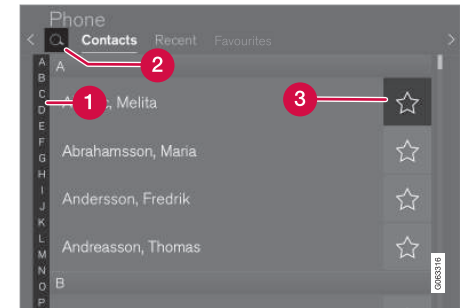 Phone
Contacts Recent Favourites
2
A
B
C
D
E
F
G
H
I
J
K
L
M
N
O
P
A
1
Melita
3
Abrahamsson, Maria
Andersson, Fredrik
Andreasson, Thomas
B
G063316